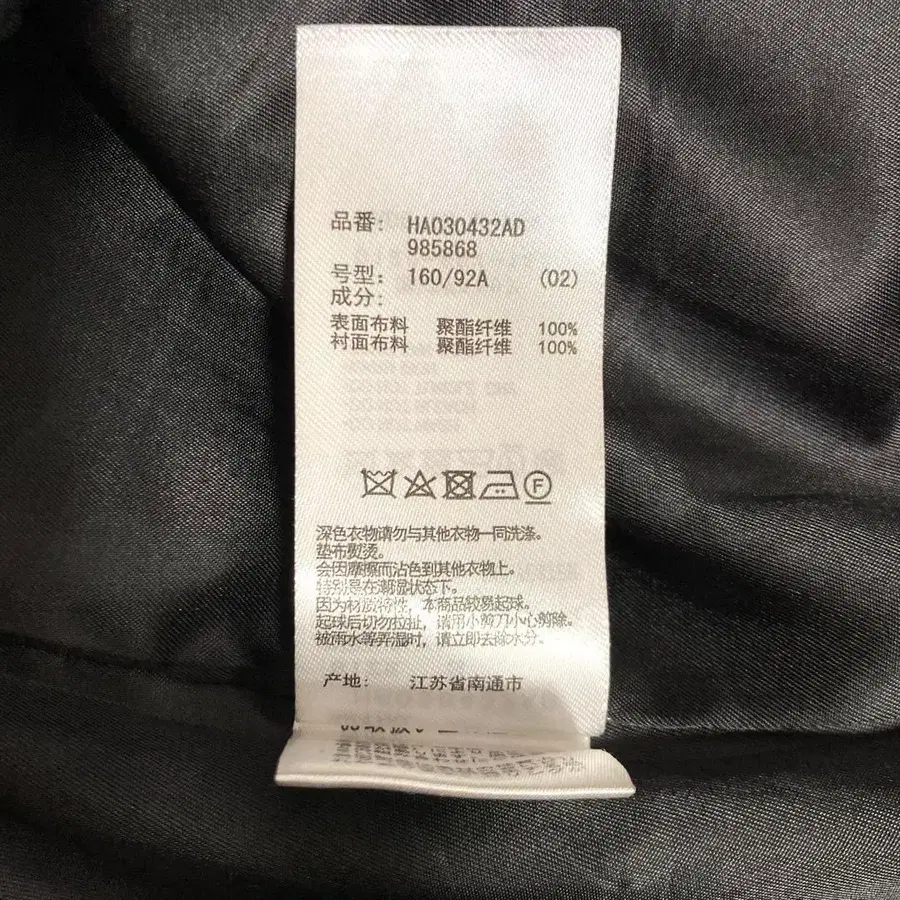 品番: HA030432AD
985868
号型: 160/92A (02)
成分:
表面布料 聚酯纤维 100%
衬面布料 聚酯纤维 100%
F
深色衣物请勿与其他衣物一同洗涤。
垫布熨烫。
会因摩擦而沾色到其他衣物上。
特别是在潮湿状态下。
因为材质特性，本商品较易起球。
起球后切勿拉扯，请用小剪刀小心剪除。
被雨水等弄湿时，请立即去除水分。
产地: 江苏省南通市